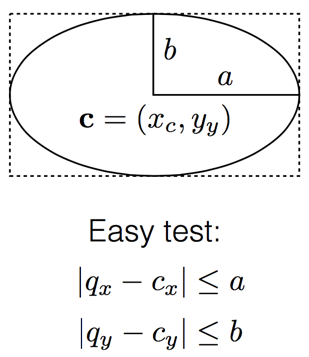 b
a
𝐜 = (x_c, y_y)
Easy test:
|q_x − c_x| ≤ a
|q_y − c_y| ≤ b